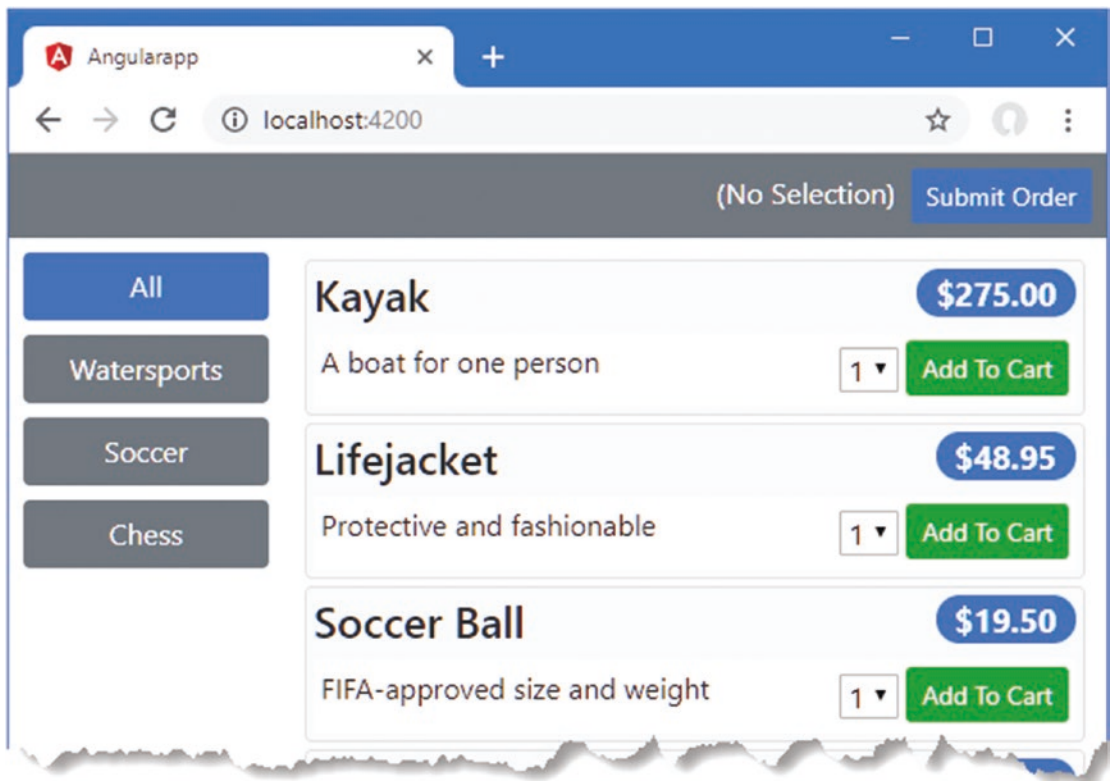 Angularapp
localhost:4200
(No Selection) Submit Order
All
Watersports
Soccer
Chess
Kayak $275.00
A boat for one person 1 Add To Cart
Lifejacket $48.95
Protective and fashionable 1 Add To Cart
Soccer Ball $19.50
FIFA-approved size and weight 1 Add To Cart